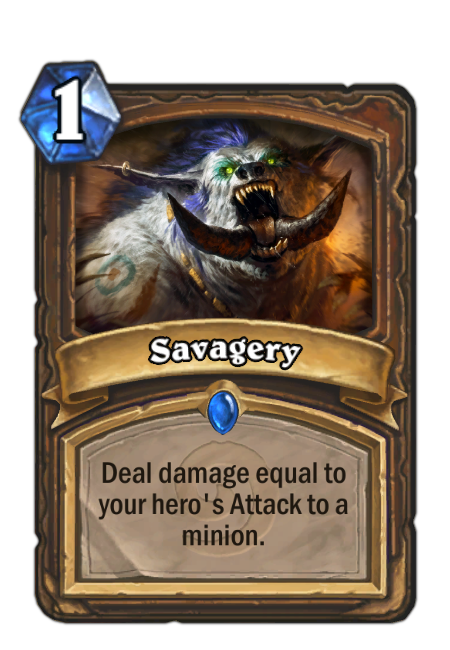 1
Savagery
Deal damage equal to
your hero's Attack to a
minion.